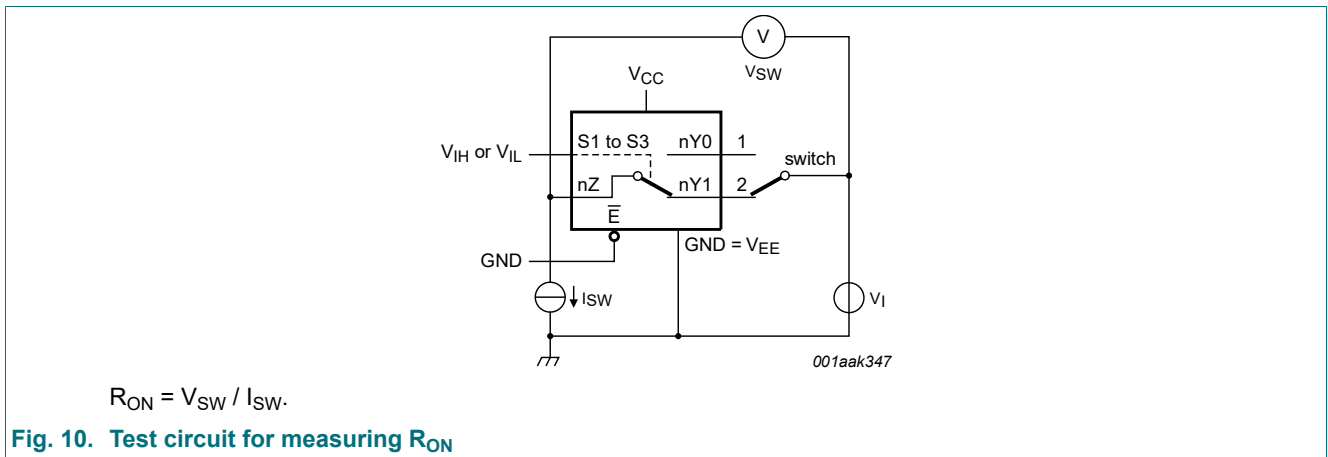 V
VSW
VCC
VIH or VIL
S1 to S3
nY0
1
switch
nZ
nY1
2
E
GND = VEE
GND
ISW
VI
001aak347
RON = VSW / ISW.
Fig. 10. Test circuit for measuring RON